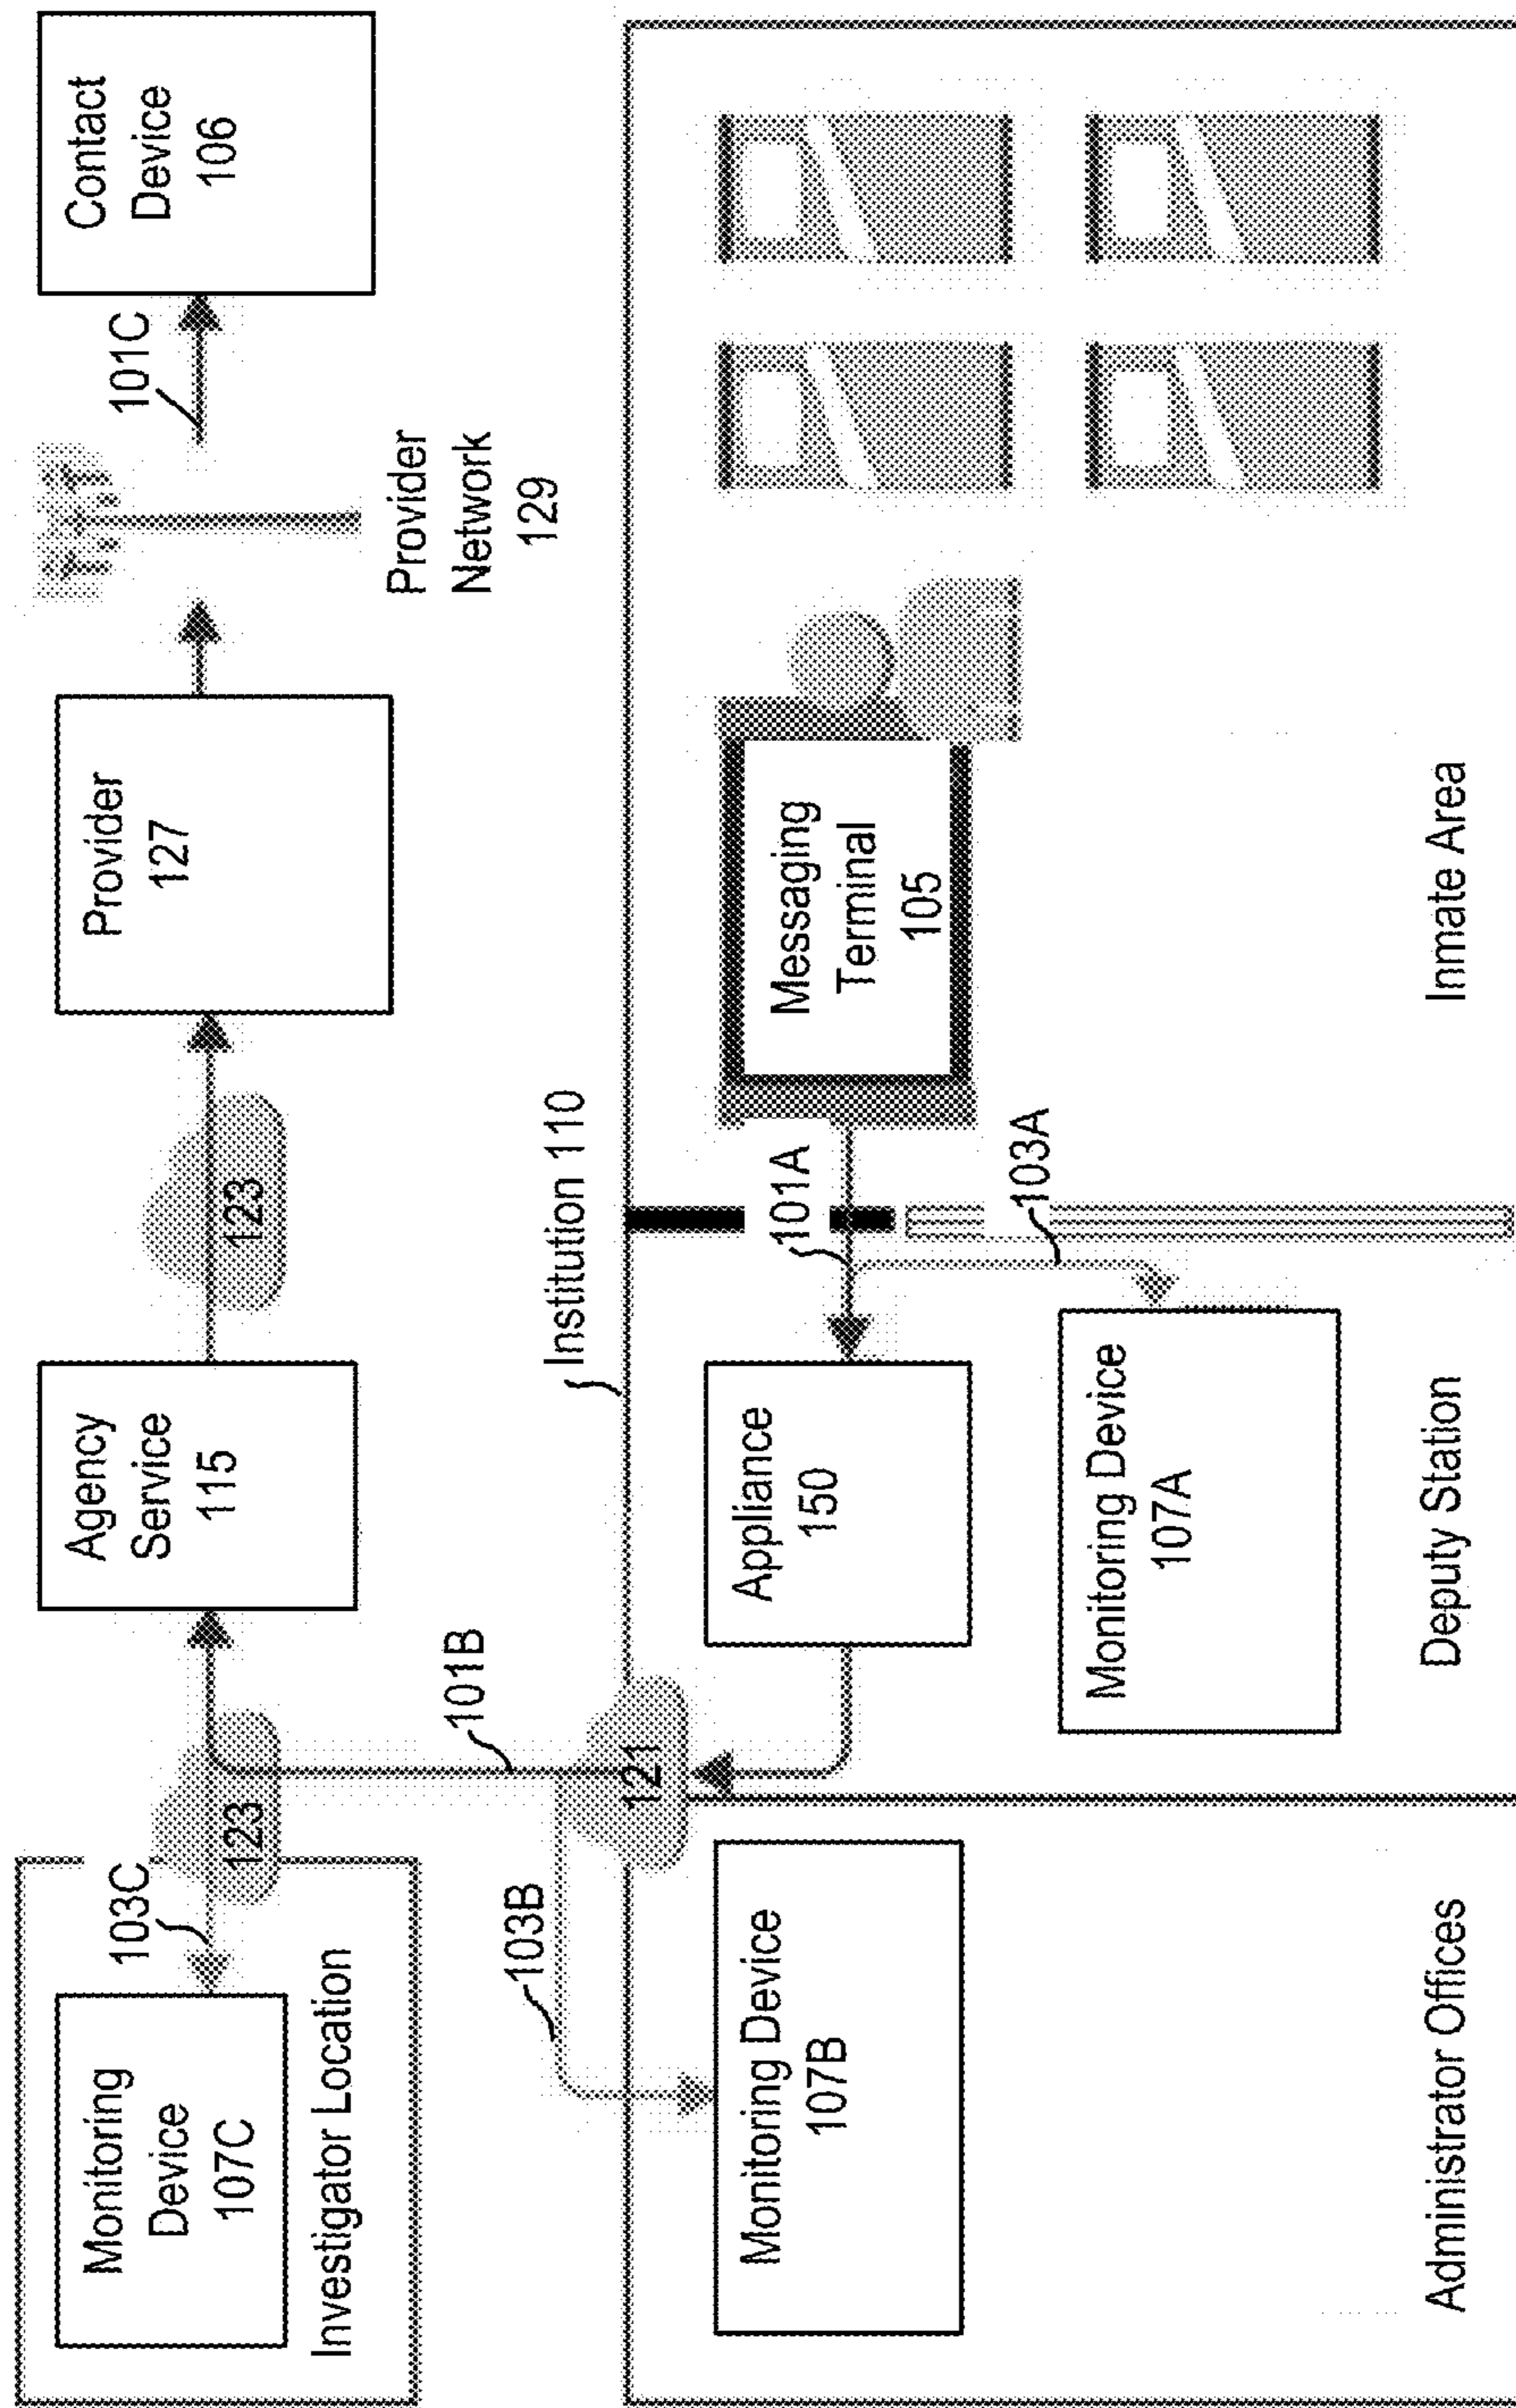 Monitoring
Device
107C
Investigator Location
103C
123
Agency
Service
115
123
Provider
127
Provider
Network
129
101C
Contact
Device
106
101B
103B
121
Institution 110
Monitoring Device
107B
Administrator Offices
Appliance
150
Monitoring Device
107A
Deputy Station
101A
103A
Messaging
Terminal
105
Inmate Area